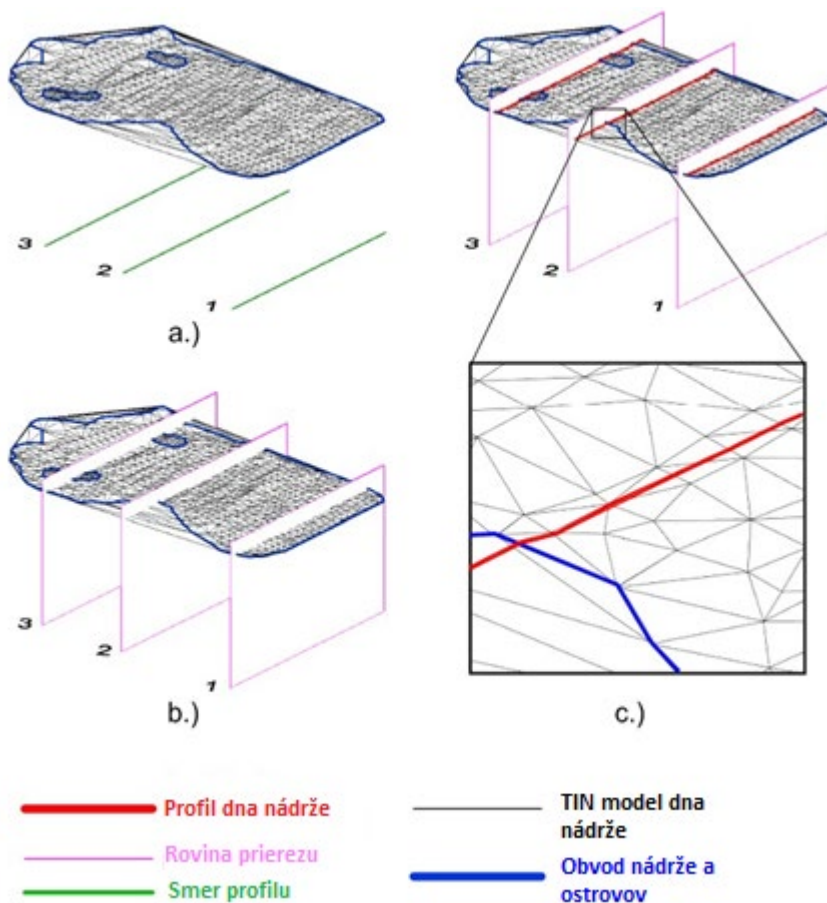 3
2
1
a.)
3
2
1
3
2
1
b.)
c.)
Profil dna nádrže
Rovina prierezu
Smer profilu
TIN model dna
nádrže
Obvod nádrže a
ostrovov